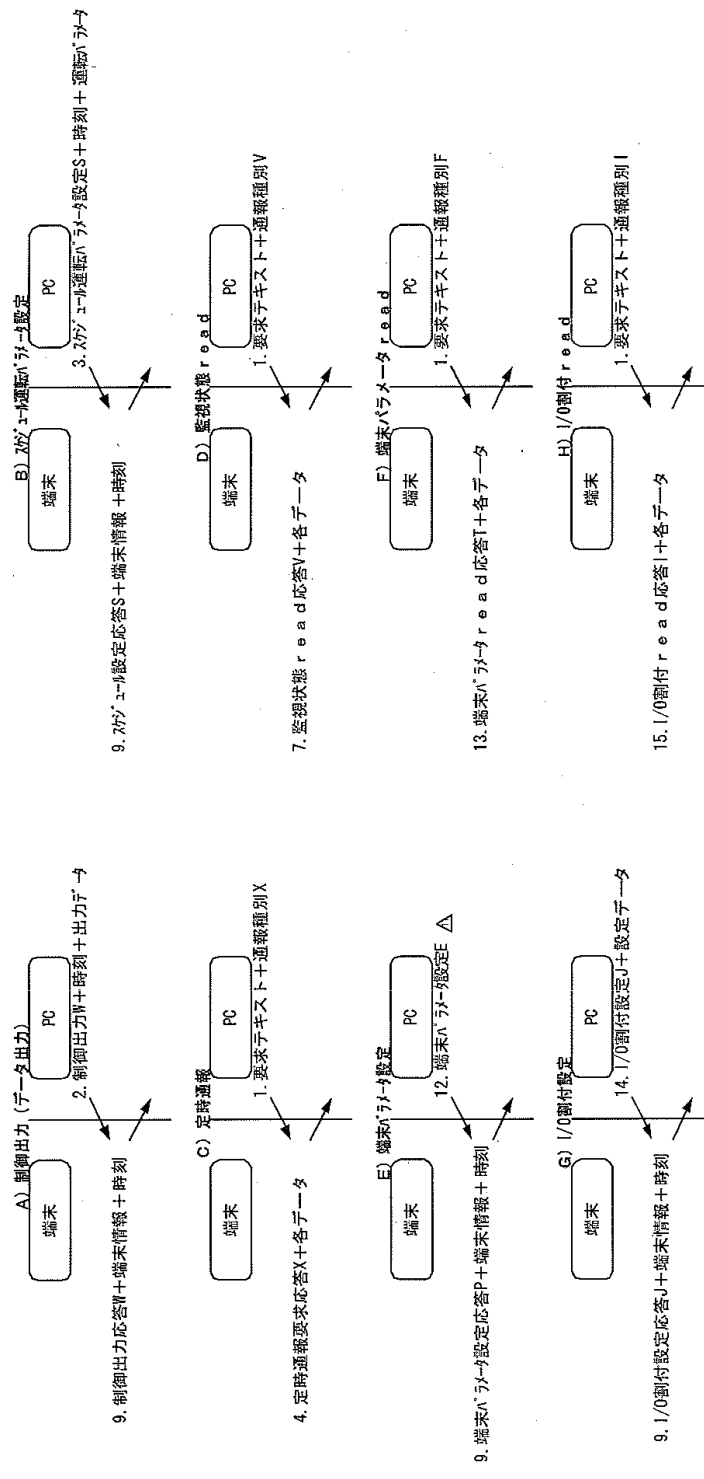 A) 制御出力 (データ出力)
端末
PC
2. 制御出力W+時刻+出力ﾃﾞｰﾀ
9. 制御出力応答W+端末情報+時刻
B) ｽｹｼﾞｭｰﾙ運転ﾊﾟﾗﾒｰﾀ設定
端末
PC
3. ｽｹｼﾞｭｰﾙ運転ﾊﾟﾗﾒｰﾀ設定S+時刻+運転ﾊﾟﾗﾒｰﾀ
9. ｽｹｼﾞｭｰﾙ設定応答S+端末情報+時刻
C) 定時通報
端末
PC
1. 要求テキスト+通報種別X
4. 定時通報要求応答X+各データ
D) 監視状態read
端末
PC
1. 要求テキスト+通報種別V
7. 監視状態read応答V+各データ
E) 端末ﾊﾟﾗﾒｰﾀ設定
端末
PC
12. 端末ﾊﾟﾗﾒｰﾀ設定E
9. 端末ﾊﾟﾗﾒｰﾀ設定応答P+端末情報+時刻
F) 端末パラメータread
端末
PC
1. 要求テキスト+通報種別F
13. 端末ﾊﾟﾗﾒｰﾀread応答T+各データ
G) I/O割付設定
端末
PC
14. I/O割付設定J+設定データ
9. I/O割付設定応答J+端末情報+時刻
H) I/O割付read
端末
PC
1. 要求テキスト+通報種別I
15. I/O割付read応答I+各データ